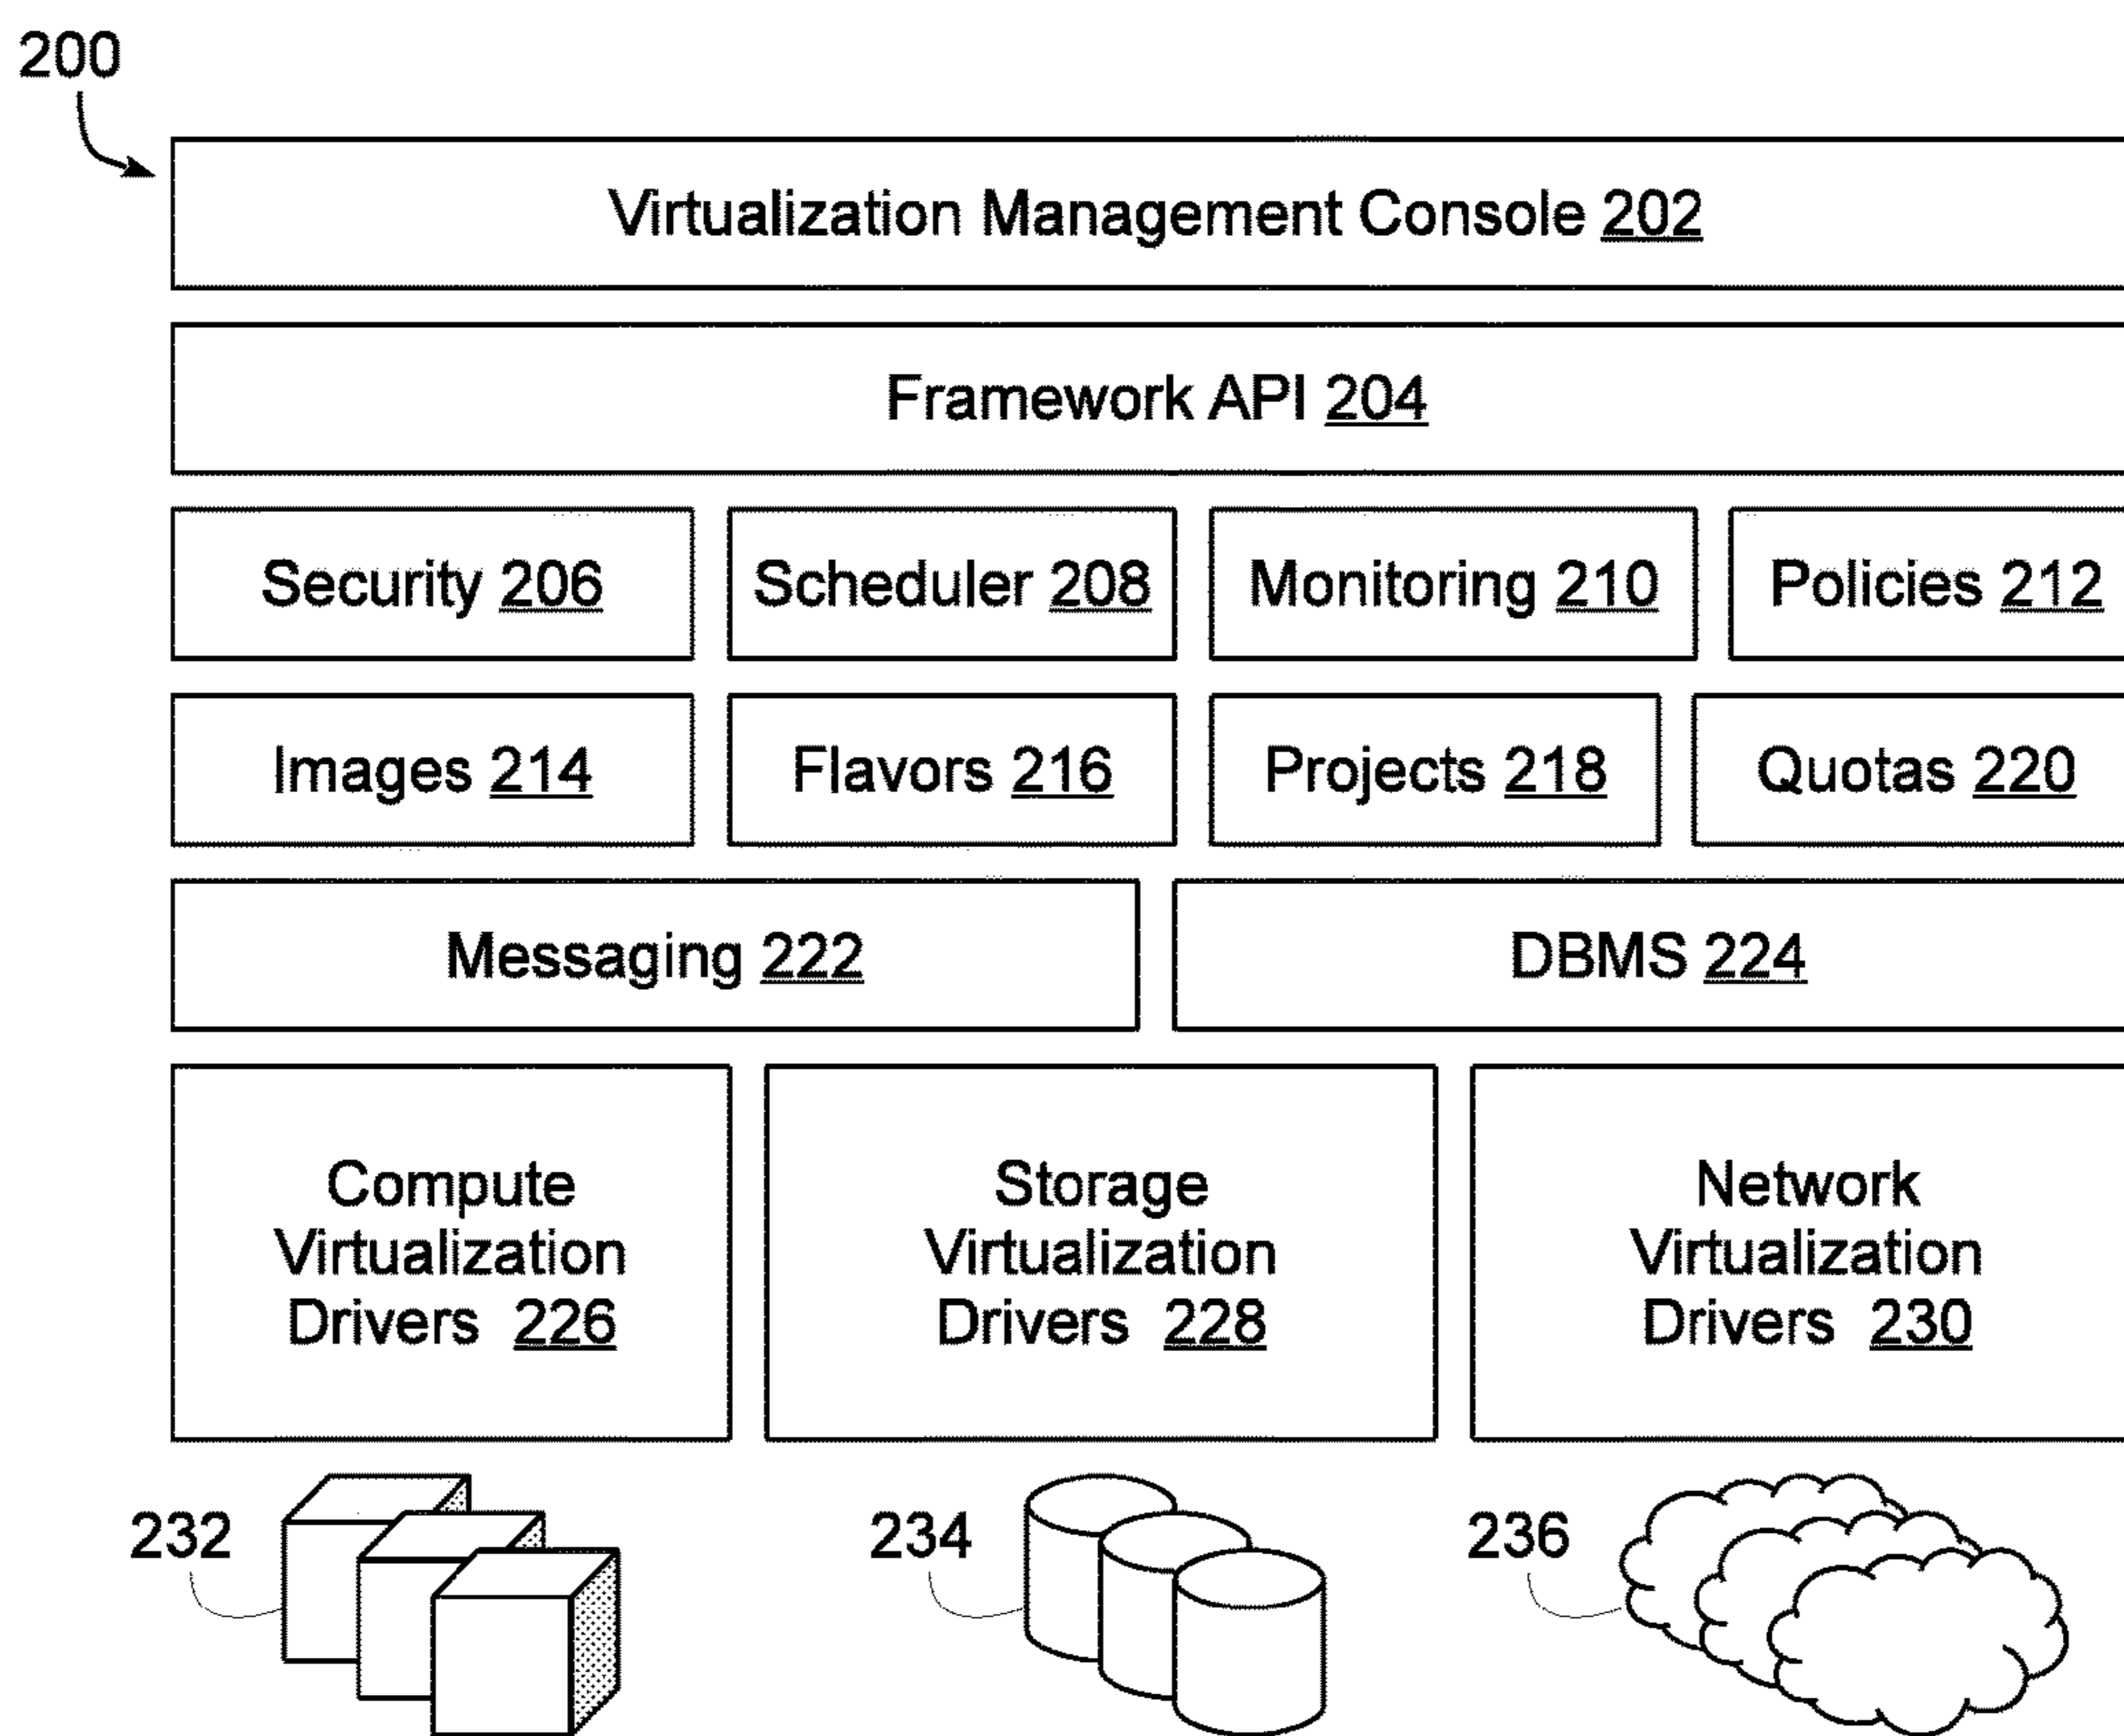 200
Virtualization Management Console 202
Framework API 204
Security 206
Scheduler 208
Monitoring 210
Policies 212
Images 214
Flavors 216
Projects 218
Quotas 220
Messaging 222
DBMS 224
Compute
Virtualization
Drivers 226
Storage
Virtualization
Drivers 228
Network
Virtualization
Drivers 230
232
234
236